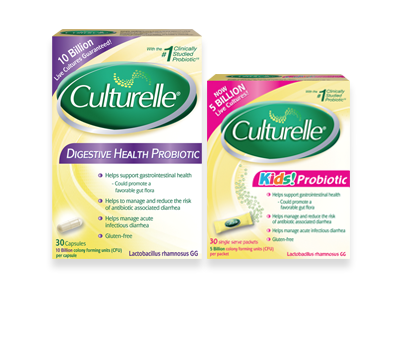 10 Billion
Live Cultures Guaranteed!
With the #1 Clinically
Studied
Probiotic
Culturelle®
DIGESTIVE HEALTH PROBIOTIC
Helps support gastrointestinal health
- Could promote a
favorable gut flora
Helps to manage and reduce the risk
of antibiotic associated diarrhea
Helps manage acute
infectious diarrhea
Gluten-free
30 Capsules
10 Billion colony forming units (CFU)
per capsule
Lactobacillus rhamnosus GG
NOW
5 BILLION
Live Cultures!
With the #1 Clinically
Studied
Probiotic
Culturelle®
Kids! Probiotic
Helps support gastrointestinal health
- Could promote a
favorable gut flora
Helps manage and reduce the risk
of antibiotic associated diarrhea
Helps manage acute infectious diarrhea
Gluten-free
30 single serve packets
5 Billion colony forming units (CFU)
per packet
Lactobacillus rhamnosus GG